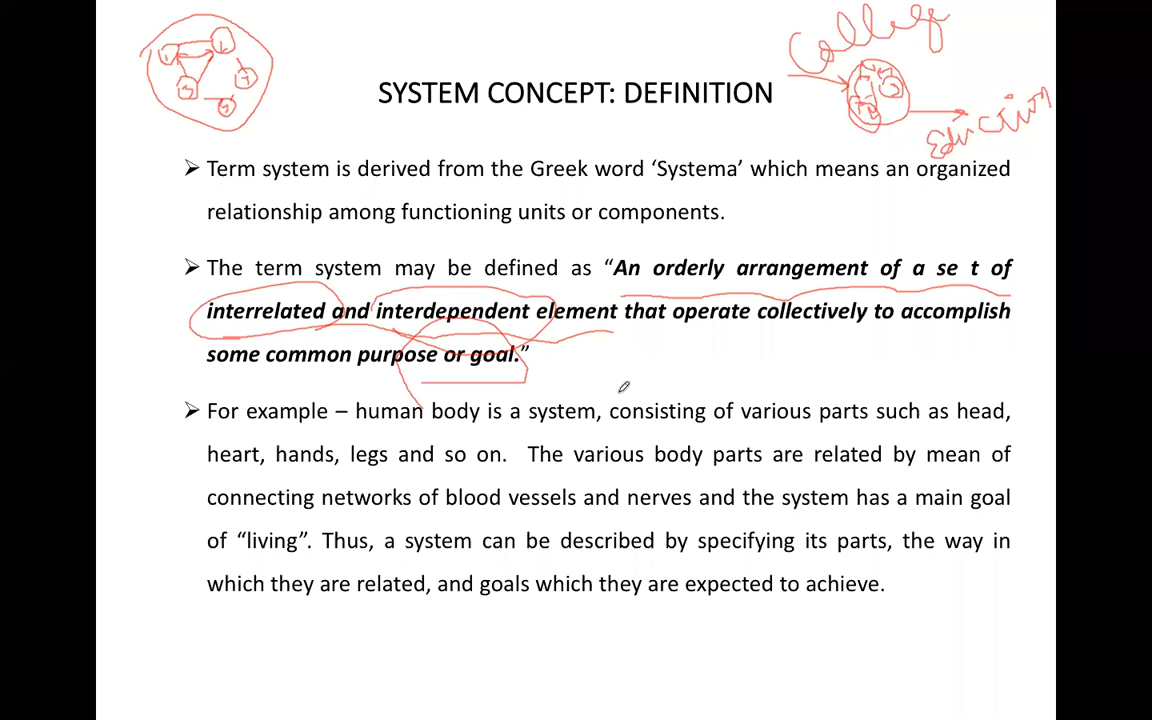 College
SYSTEM CONCEPT: DEFINITION
➢ Term system is derived from the Greek word ‘Systema’ which means an organized
relationship among functioning units or components.
➢ The term system may be defined as “An orderly arrangement of a se t of
interrelated and interdependent element that operate collectively to accomplish
some common purpose or goal.”
➢ For example – human body is a system, consisting of various parts such as head,
heart, hands, legs and so on. The various body parts are related by mean of
connecting networks of blood vessels and nerves and the system has a main goal
of “living”. Thus, a system can be described by specifying its parts, the way in
which they are related, and goals which they are expected to achieve.